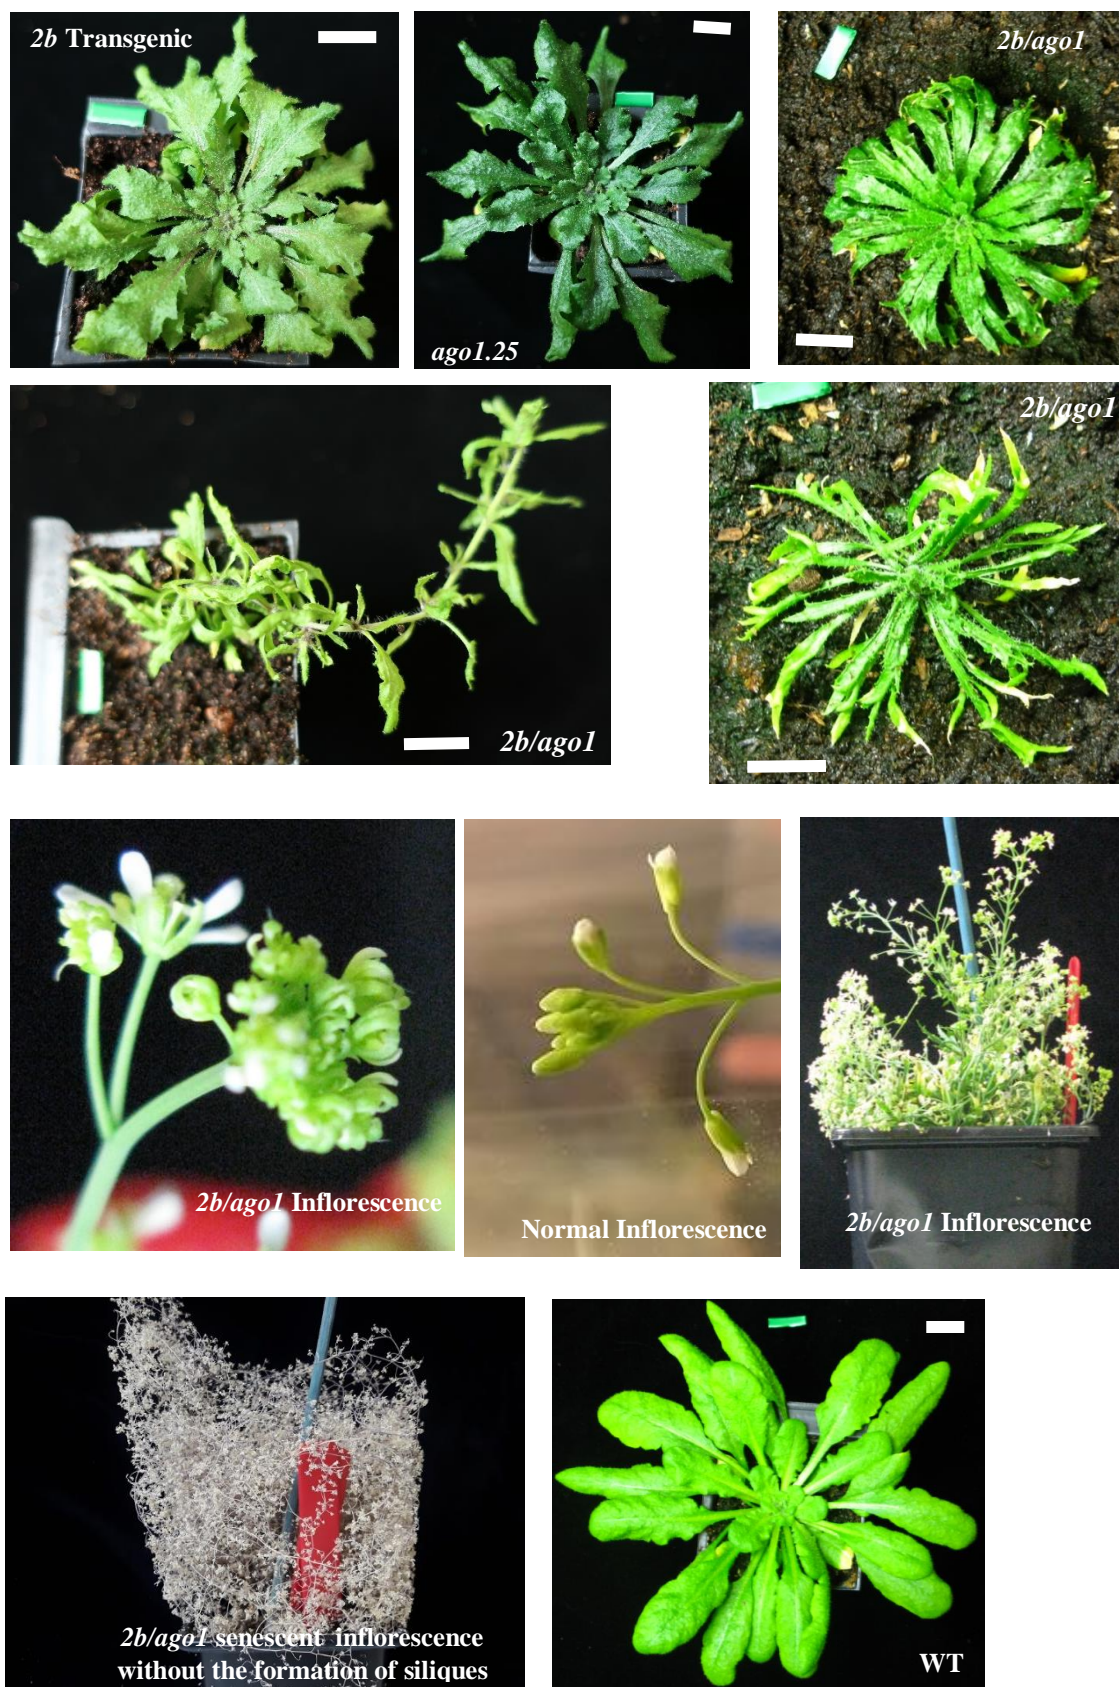 2b Transgenic
ago1.25
2b/ago1
2b/ago1
2b/ago1
2b/ago1 Inflorescence
Normal Inflorescence
2b/ago1 Inflorescence
2b/ago1 senescent inflorescence
without the formation of siliques
WT